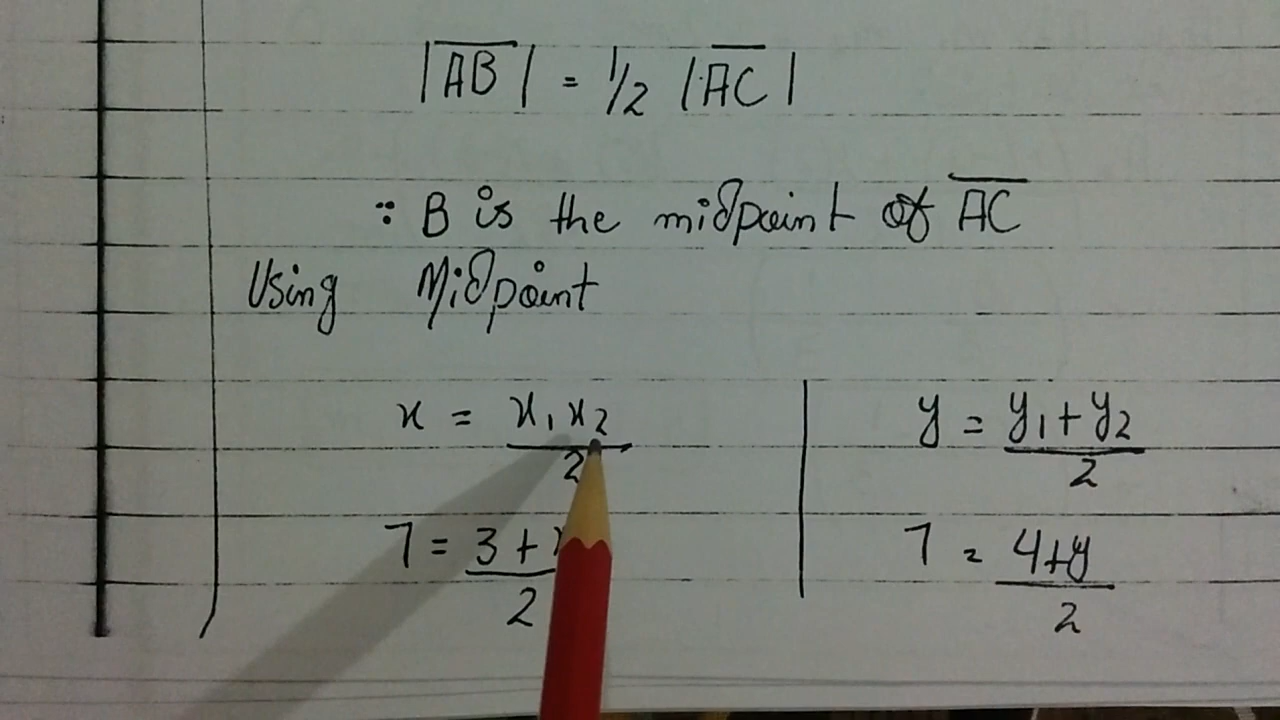 |AB| = 1/2 |AC|
∵ B is the midpoint of AC
Using Midpoint
x = x₁ x₂ / 2
y = y₁ + y₂ / 2
7 = 3 + / 2
7 = 4 + y / 2